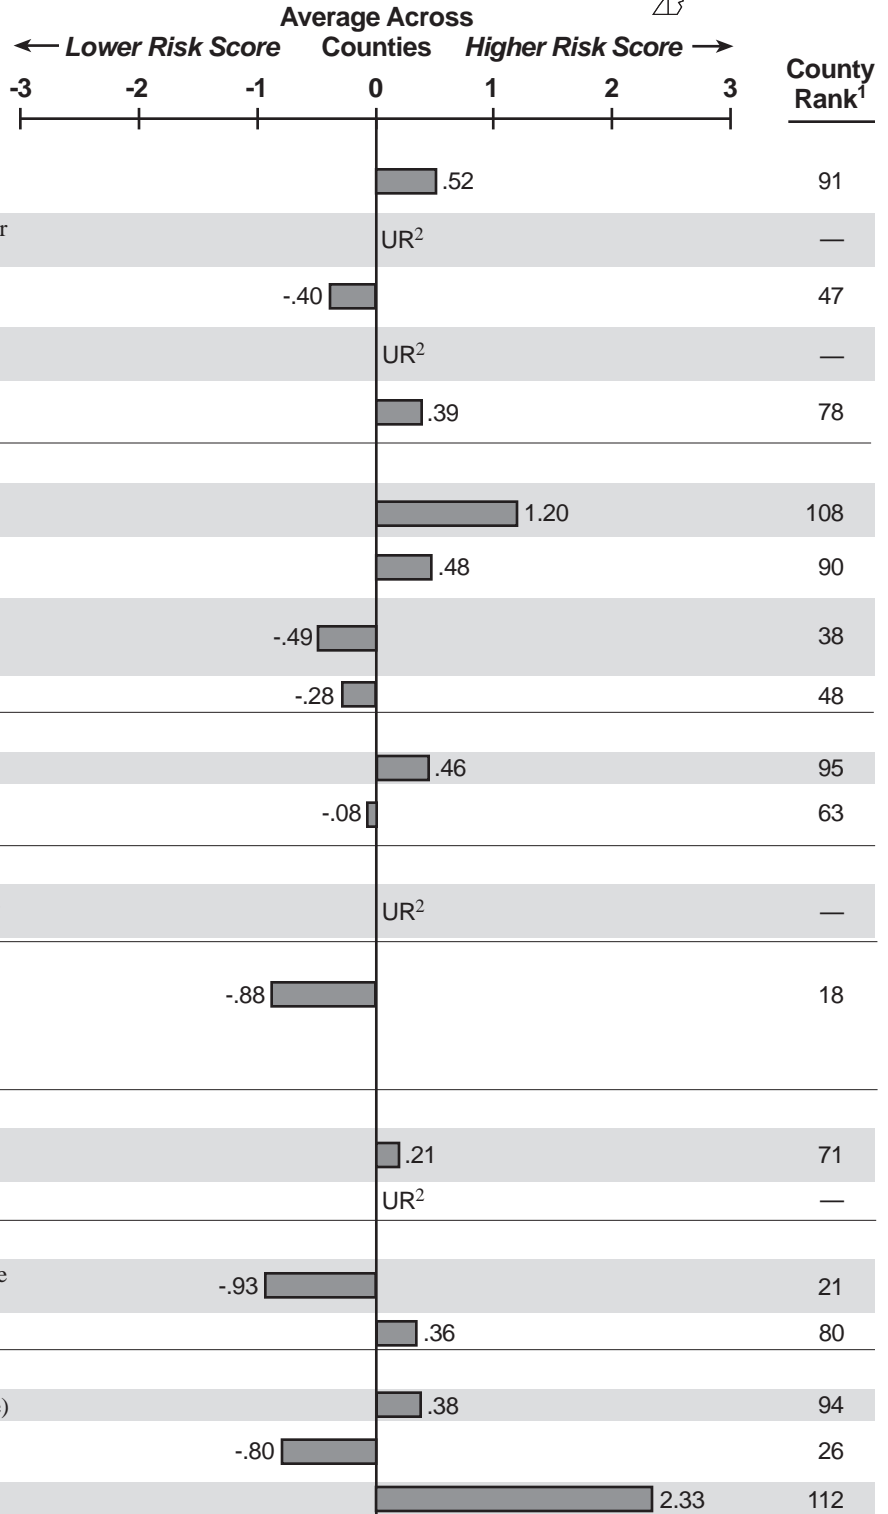 Average Across
← Lower Risk Score Counties Higher Risk Score →
County
-3 -2 -1 0 1 2 3
Rank1
.52 91
r
UR2 —
-.40 47
UR2 —
.39 78
1.20 108
.48 90
-.49 38
-.28 48
.46 95
-.08 63
UR2 —
-.88 18
.21 71
UR2 —
e
-.93 21
.36 80
)
.38 94
-.80 26
2.33 112